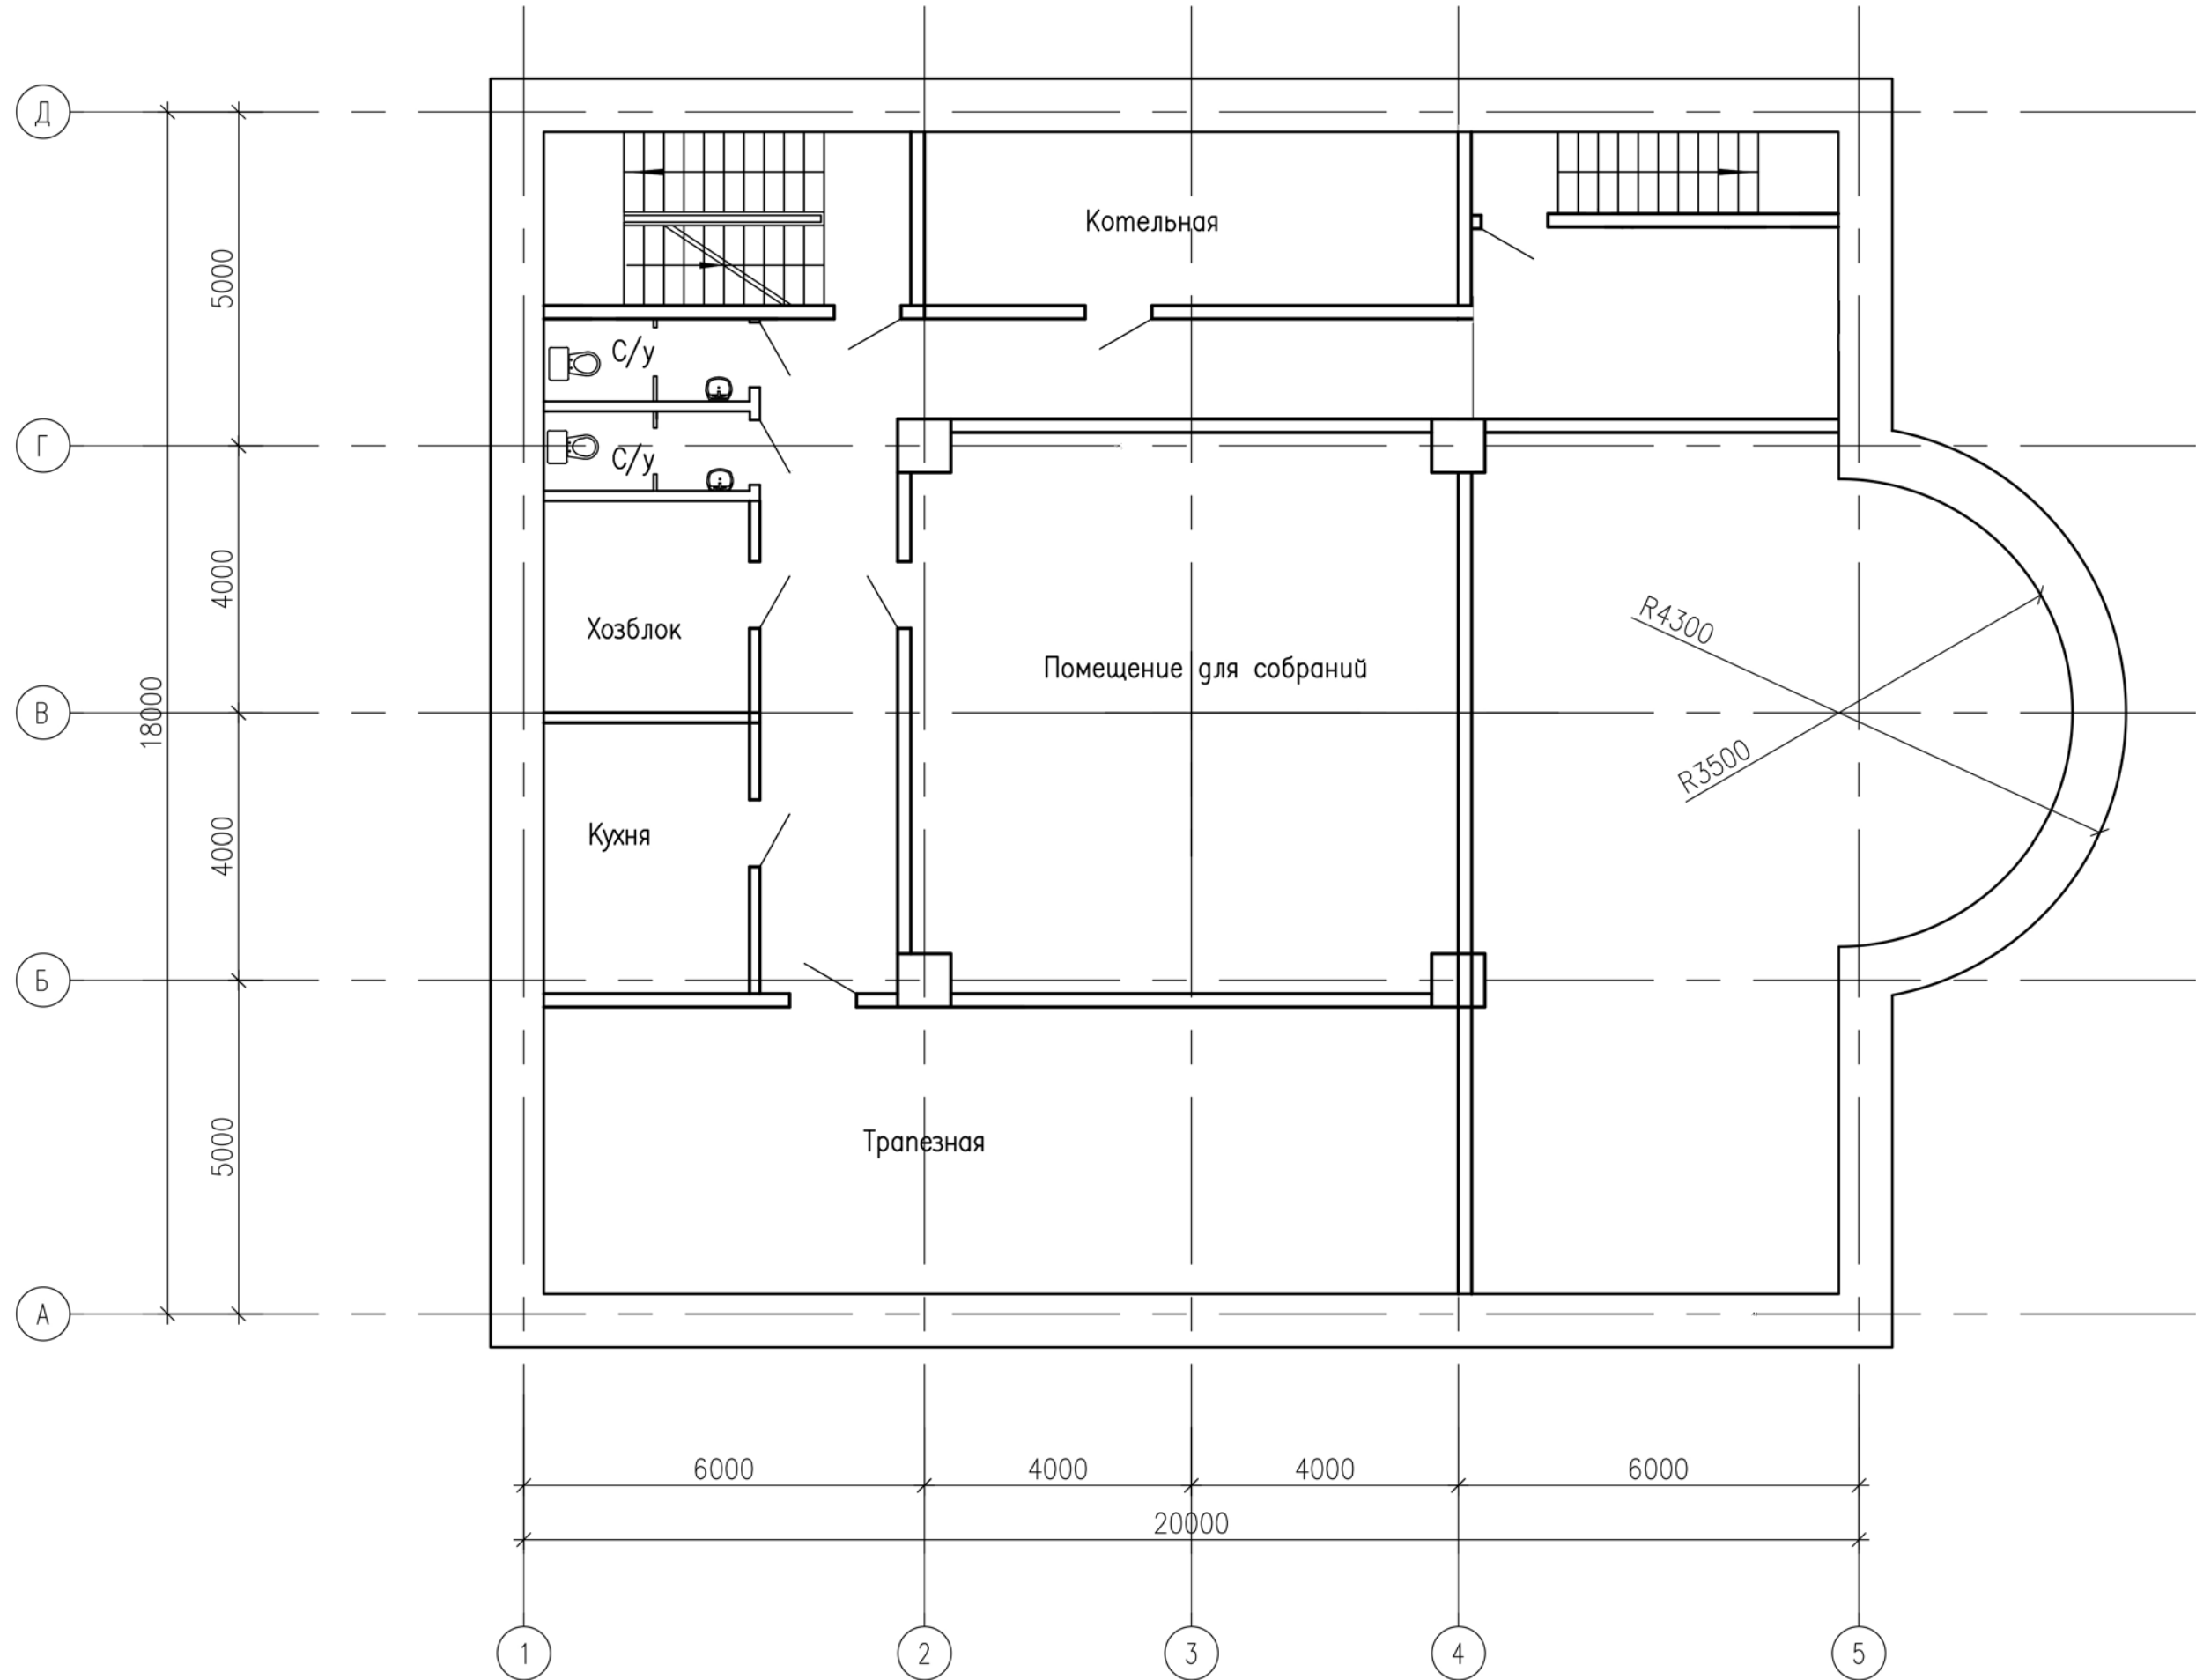 Д
Г
В
Б
А
5000
4000
18000
4000
5000
Котельная
С/у
С/у
Хозблок
Помещение для собраний
R4300
R3500
Кухня
Трапезная
6000
4000
4000
6000
20000
1
2
3
4
5